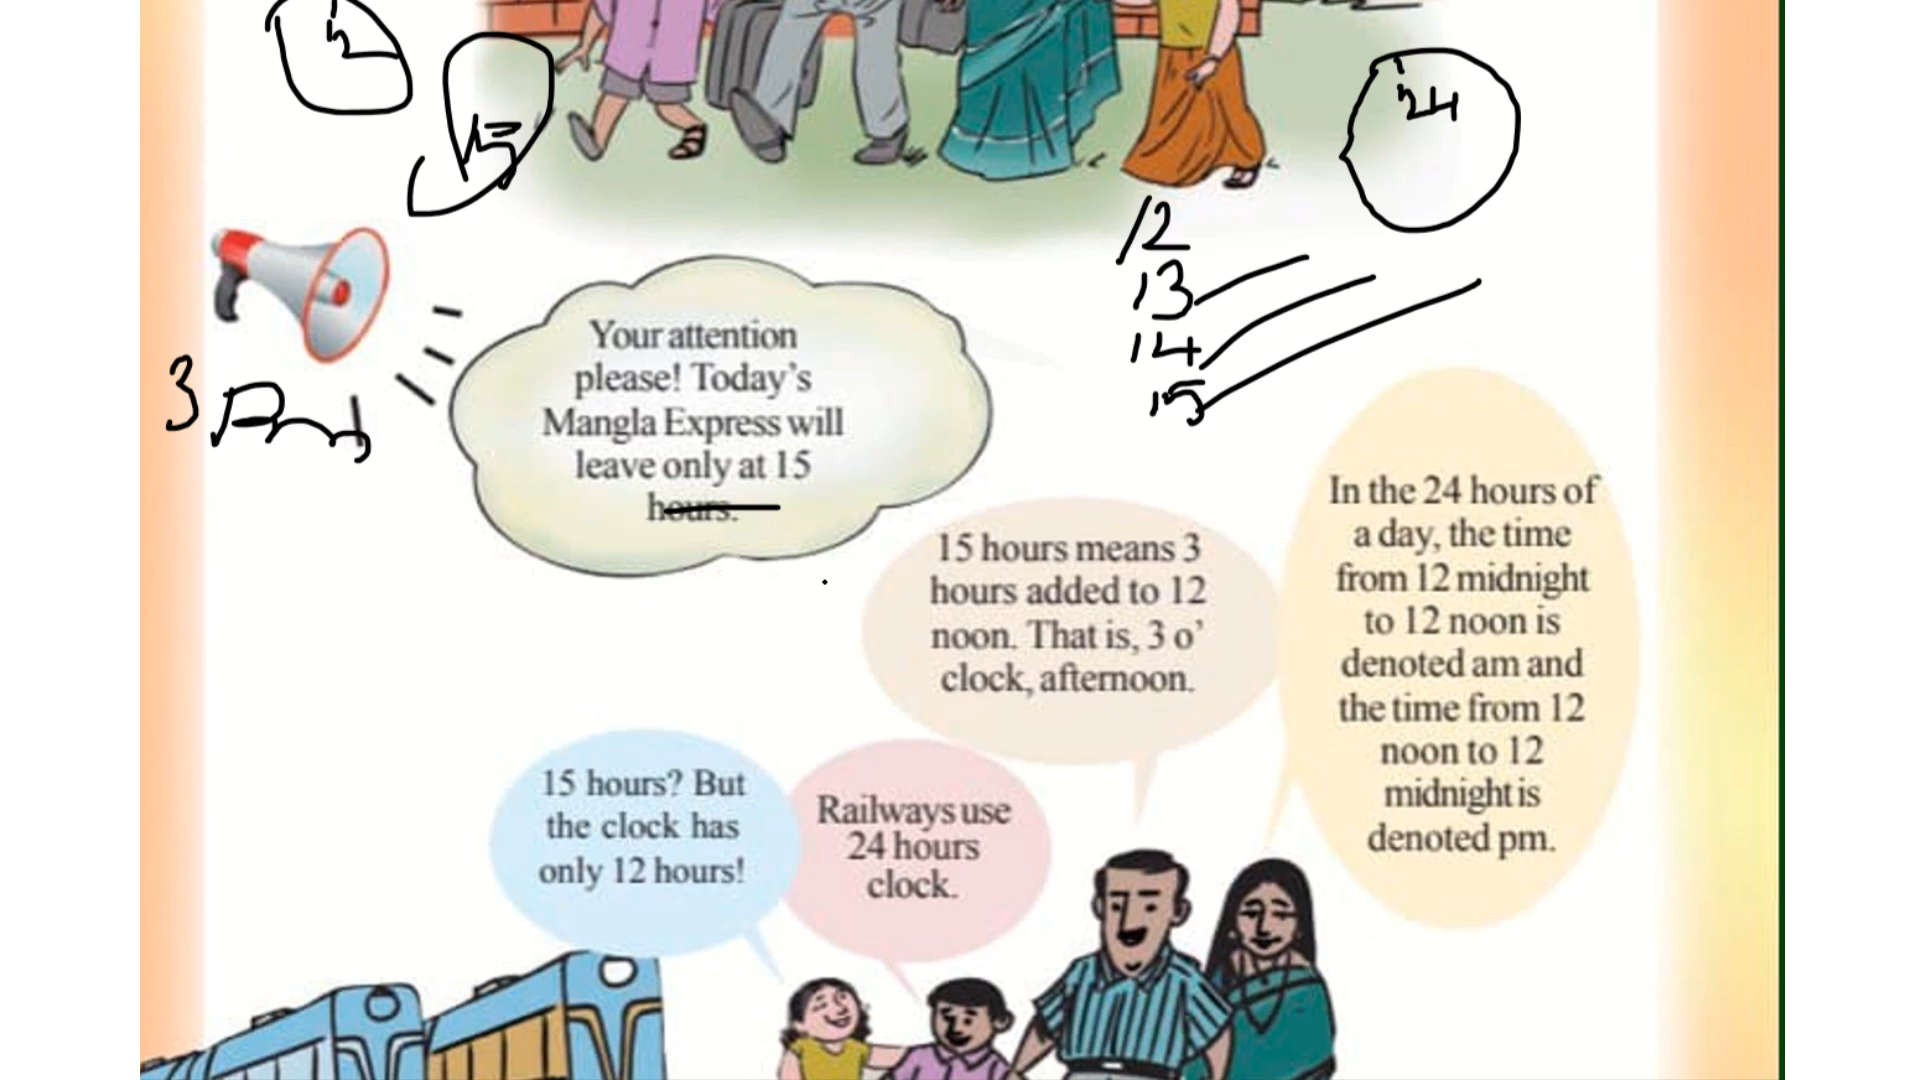 12
15
24
12
13
14
15
3
Your attention
please! Today's
Mangla Express will
leave only at 15
hours.
15 hours means 3
hours added to 12
noon. That is, 3 o'
clock, afternoon.
In the 24 hours of
a day, the time
from 12 midnight
to 12 noon is
denoted am and
the time from 12
noon to 12
midnight is
denoted pm.
15 hours? But
the clock has
only 12 hours!
Railways use
24 hours
clock.